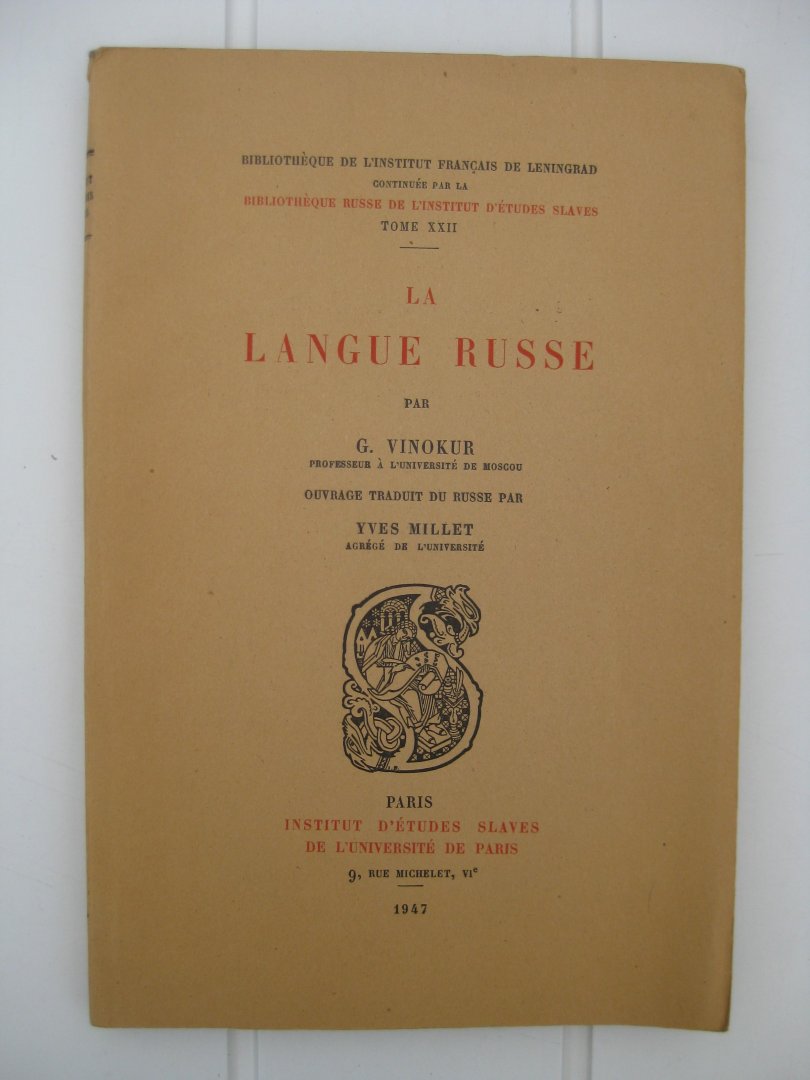 BIBLIOTHÈQUE DE L'INSTITUT FRANÇAIS DE LENINGRAD
CONTINUÉE PAR LA
BIBLIOTHÈQUE RUSSE DE L'INSTITUT D'ÉTUDES SLAVES
TOME XXII
LA
LANGUE RUSSE
PAR
G. VINOKUR
PROFESSEUR À L'UNIVERSITÉ DE MOSCOU
OUVRAGE TRADUIT DU RUSSE PAR
YVES MILLET
AGRÉGÉ DE L'UNIVERSITÉ
PARIS
INSTITUT D'ÉTUDES SLAVES
DE L'UNIVERSITÉ DE PARIS
9, RUE MICHELET, VIe
1947